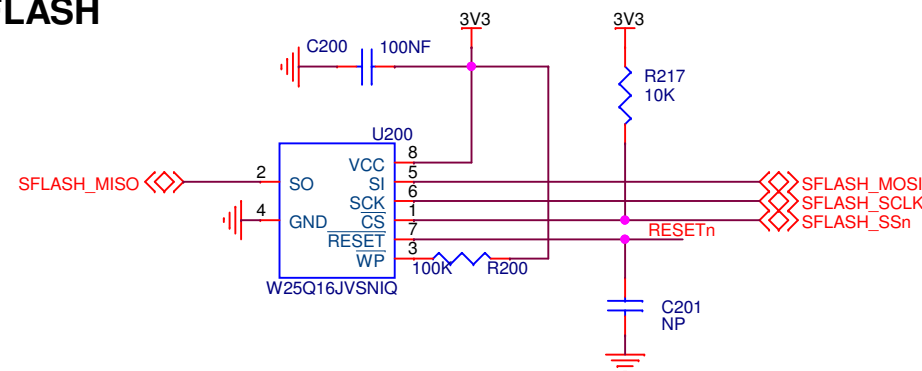 FLASH
3V3
3V3
C200
100NF
R217
10K
U200
8
VCC
2
5
SFLASH_MISO
SO
SI
SFLASH_MOSI
6
SCK
SFLASH_SCLK
4
1
GND
CS
SFLASH_SSn
7
RESET
RESETn
3
WP
100K
R200
W25Q16JVSNIQ
C201
NP